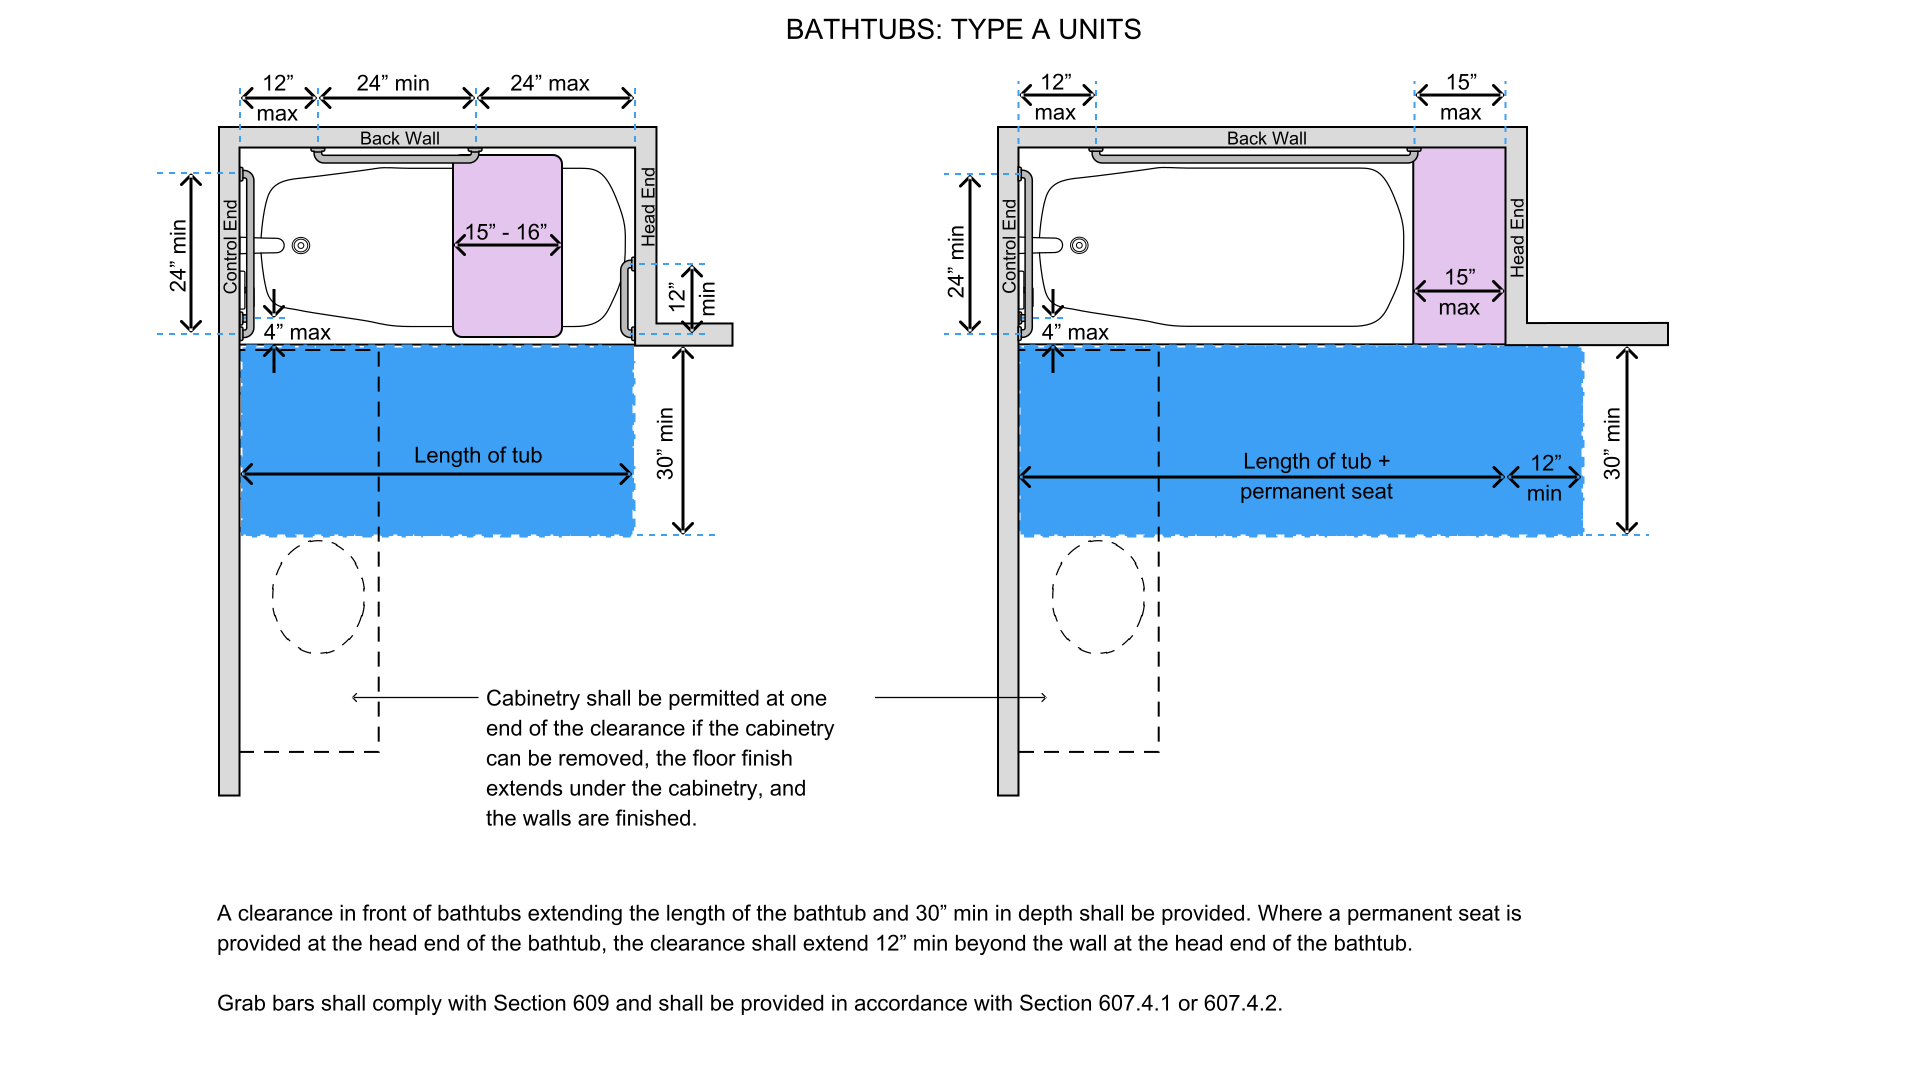 BATHTUBS: TYPE A UNITS
12”
max
24” min
24” max
Back Wall
Control End
Head End
24” min
15” - 16”
12”
min
4” max
Length of tub
30” min
12”
max
15”
max
Back Wall
Control End
Head End
24” min
15”
max
4” max
Length of tub +
permanent seat
12”
min
30” min
Cabinetry shall be permitted at one
end of the clearance if the cabinetry
can be removed, the floor finish
extends under the cabinetry, and
the walls are finished.
A clearance in front of bathtubs extending the length of the bathtub and 30” min in depth shall be provided. Where a permanent seat is
provided at the head end of the bathtub, the clearance shall extend 12” min beyond the wall at the head end of the bathtub.
Grab bars shall comply with Section 609 and shall be provided in accordance with Section 607.4.1 or 607.4.2.